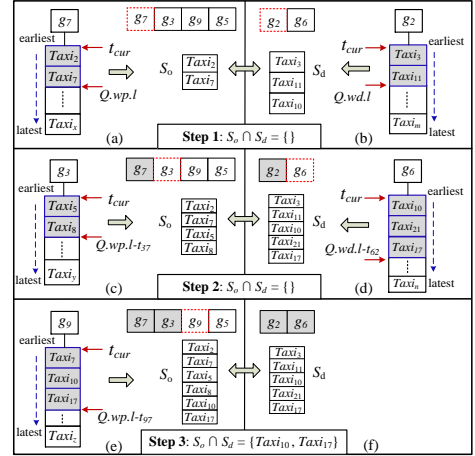 g7
g7 g3 g9 g5
g2
g2
earliest
tcur
Taxi2
Taxi7
Q.wp.l
⋮
latest
Taxix
(a)
So
Taxi2
Taxi7
Sd
Taxi3
Taxi11
Taxi10
tcur
earliest
Taxi3
Taxi11
Q.wd.l
⋮
latest
Taxim
(b)
Step 1: So ∩ Sd = {}
g3
g7 g3 g9 g5
g2 g6
g6
earliest
tcur
Taxi5
Taxi8
Q.wp.l-t37
⋮
latest
Taxiy
(c)
So
Taxi2
Taxi7
Taxi5
Taxi8
Sd
Taxi3
Taxi11
Taxi10
Taxi21
Taxi17
tcur
earliest
Taxi10
Taxi21
Taxi17
Q.wd.l-t62
⋮
latest
Taxin
(d)
Step 2: So ∩ Sd = {}
g9
g7 g3 g9 g5
g2 g6
earliest
tcur
Taxi7
Taxi10
Taxi17
Q.wp.l-t97
⋮
latest
Taxiz
(e)
So
Taxi2
Taxi7
Taxi5
Taxi8
Taxi10
Taxi17
Sd
Taxi3
Taxi11
Taxi10
Taxi21
Taxi17
(f)
Step 3: So ∩ Sd = {Taxi10, Taxi17}